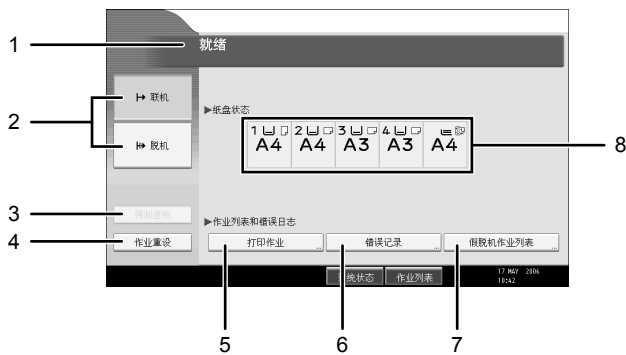 1
就绪
2
联机
脱机
▶纸盘状态
1 2 3 4
A4 A4 A3 A3 A4
8
3
强制进纸
4
作业重设
▶作业列表和错误日志
打印作业... 错误记录... 假脱机作业列表...
系统状态 作业列表
17 MAY 2006
10:42
5 6 7